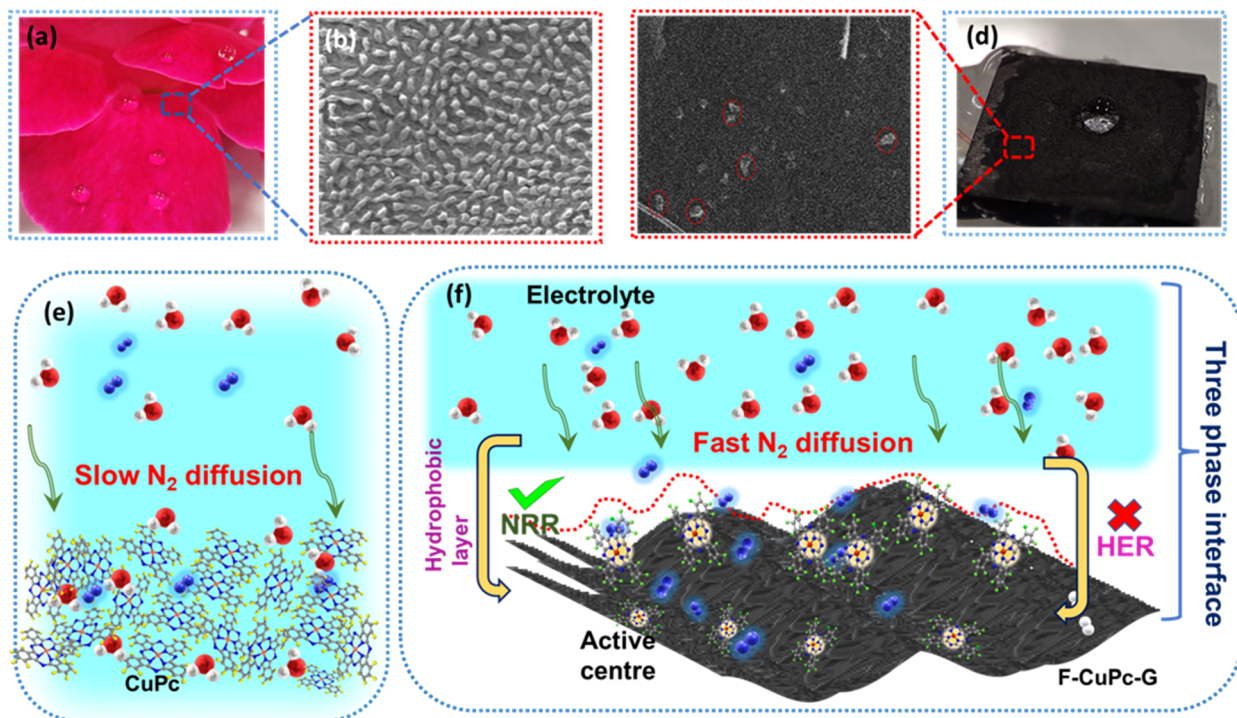 (a)
(b)
(d)
(e)
Slow N₂ diffusion
CuPc
(f)
Electrolyte
Fast N₂ diffusion
Hydrophobic
layer
NRR
HER
Active
centre
F-CuPc-G
Three phase interface